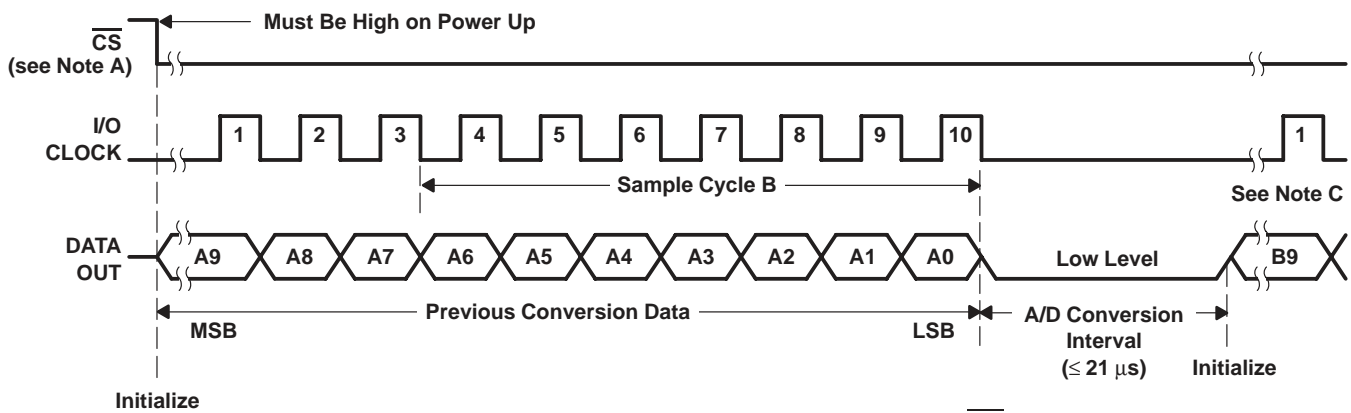 Must Be High on Power Up
CS
(see Note A)
I/O
CLOCK
1 2 3 4 5 6 7 8 9 10 1
Sample Cycle B
See Note C
DATA
OUT
A9 A8 A7 A6 A5 A4 A3 A2 A1 A0 Low Level B9
Previous Conversion Data
MSB LSB
A/D Conversion
Interval
(≤ 21 μs)
Initialize
Initialize